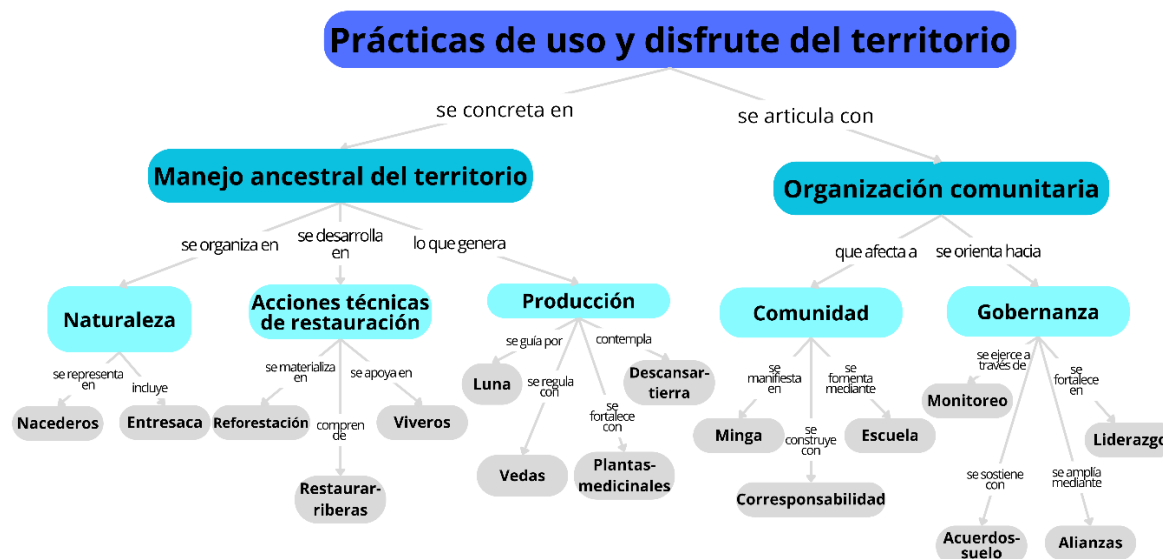 Prácticas de uso y disfrute del territorio
se concreta en
se articula con
Manejo ancestral del territorio
Organización comunitaria
se organiza en
se desarrolla
en
lo que genera
que afecta a
se orienta hacia
Naturaleza
Acciones técnicas
de restauración
Producción
Comunidad
Gobernanza
se representa
en
incluye
se materializa
en
compren
de
se apoya en
se guía por
se regula
con
se
fortalece
con
contempla
se
manifiesta
en
se
construye
con
se
fomenta
mediante
se ejerce a
través de
se
fortalece
en
Nacederos
Entresaca
Reforestación
Viveros
Luna
Descansar-
tierra
Minga
Escuela
Monitoreo
Liderazgo
Restaurar-
riberas
Vedas
Plantas-
medicinales
Corresponsabilidad
se sostiene
con
se amplía
mediante
Acuerdos-
suelo
Alianzas